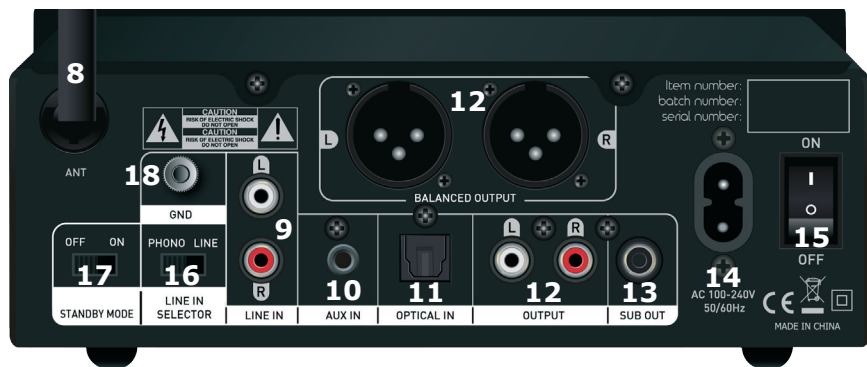 8
ANT
CAUTION
RISK OF ELECTRIC SHOCK
DO NOT OPEN
CAUTION
RISK OF ELECTRIC SHOCK
DO NOT OPEN
18
GND
OFF ON
17
STANDBY MODE
PHONO LINE
16
LINE IN
SELECTOR
L
9
R
LINE IN
10
AUX IN
11
OPTICAL IN
L
12
R
BALANCED OUTPUT
L
R
12
OUTPUT
13
SUB OUT
Item number:
batch number:
serial number:
14
AC 100-240V
50/60Hz
ON
I
O
15
OFF
CE
MADE IN CHINA